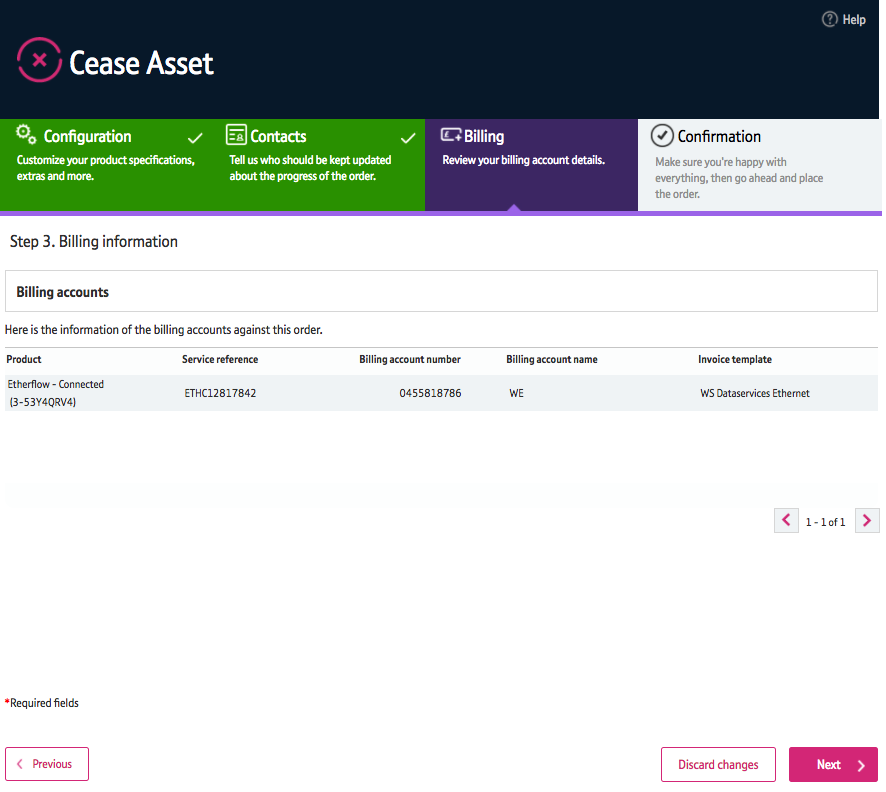 Help
Cease Asset
Configuration
Customize your product specifications,
extras and more.
Contacts
Tell us who should be kept updated
about the progress of the order.
Billing
Review your billing account details.
Confirmation
Make sure you're happy with
everything, then go ahead and place
the order.
Step 3. Billing information
Billing accounts
Here is the information of the billing accounts against this order.
Product Service reference Billing account number Billing account name Invoice template
Etherflow - Connected
(3-53Y4QRV4) ETHC12817842 0455818786 WE WS Dataservices Ethernet
1 - 1 of 1
*Required fields
Previous Discard changes Next